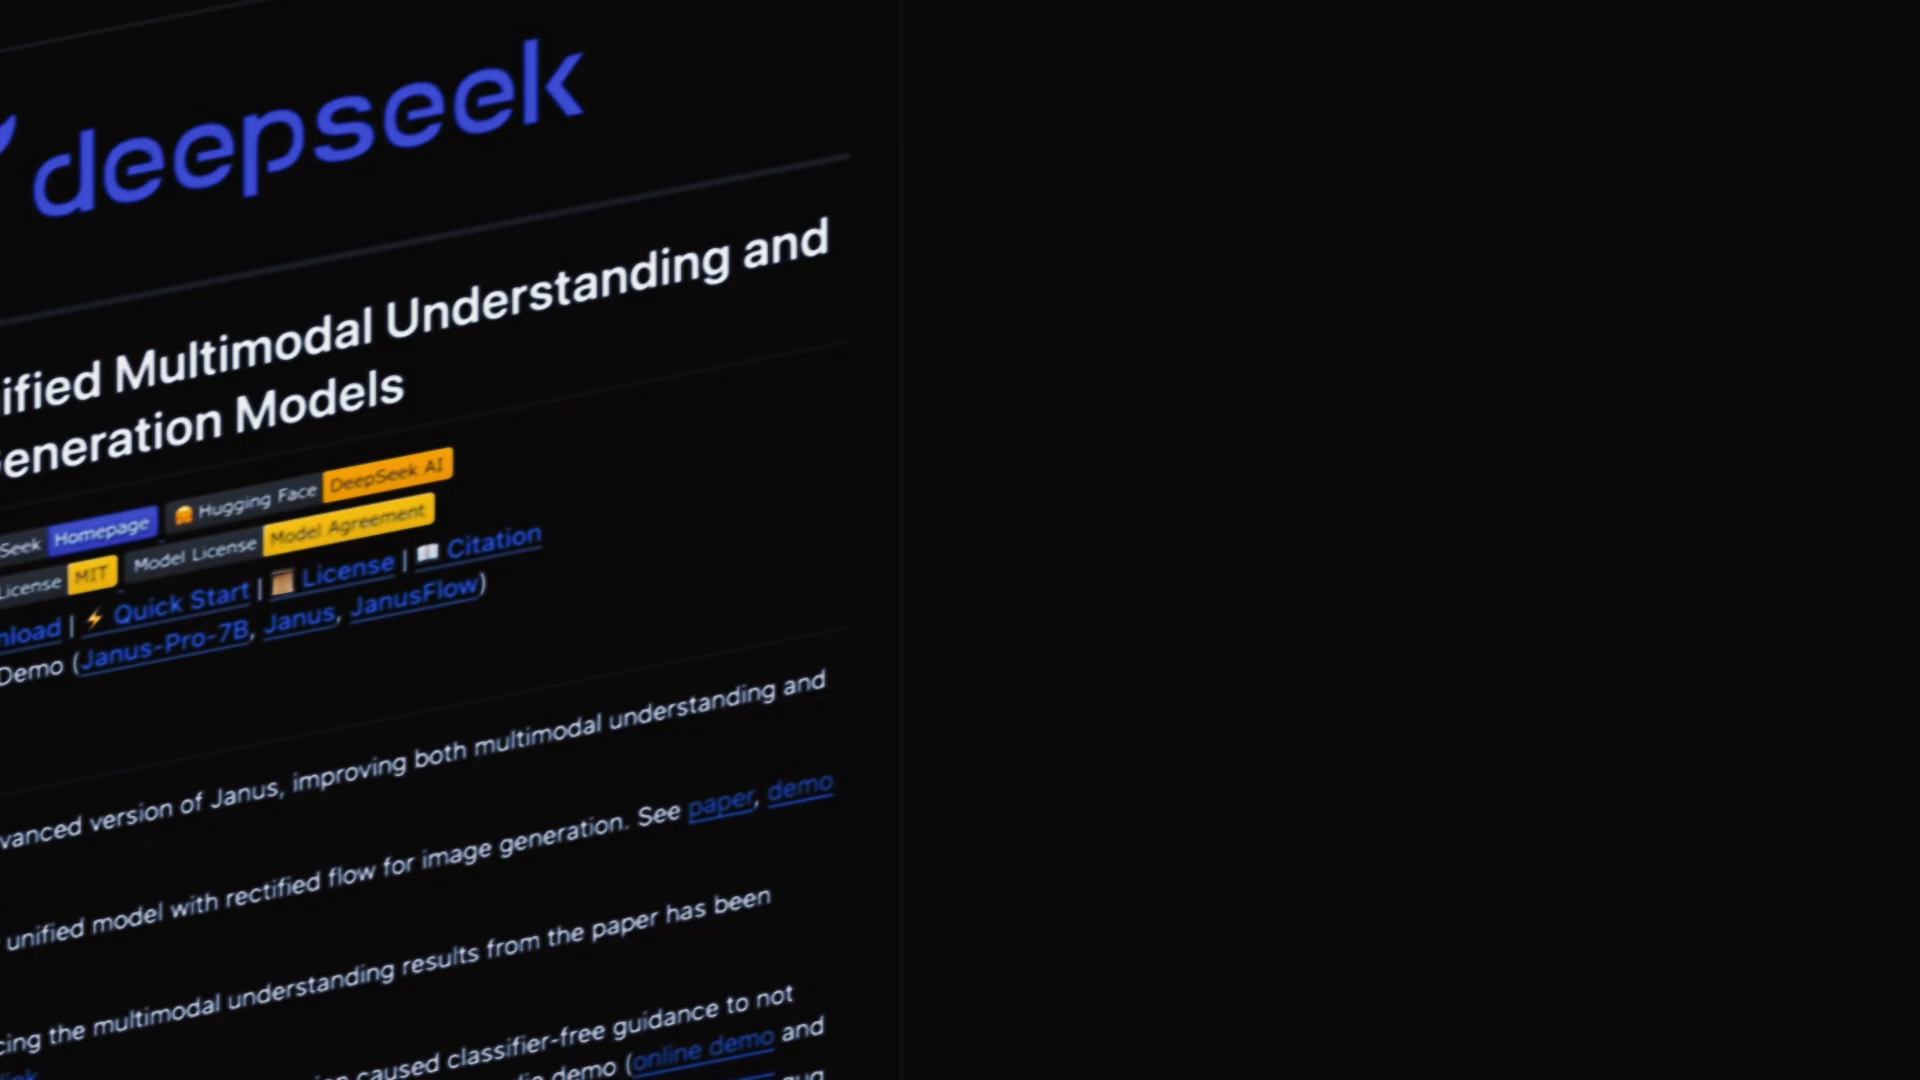 deepseek
ified Multimodal Understanding and
eneration Models
Seek Homepage Hugging Face DeepSeek AI
License MIT Model License Model Agreement
nload | ⚡ Quick Start | License | 📖 Citation
Demo (Janus-Pro-7B, Janus, JanusFlow)
vanced version of Janus, improving both multimodal understanding and
unified model with rectified flow for image generation. See paper, demo
cing the multimodal understanding results from the paper has been
caused classifier-free guidance to not
link
demo (online demo and